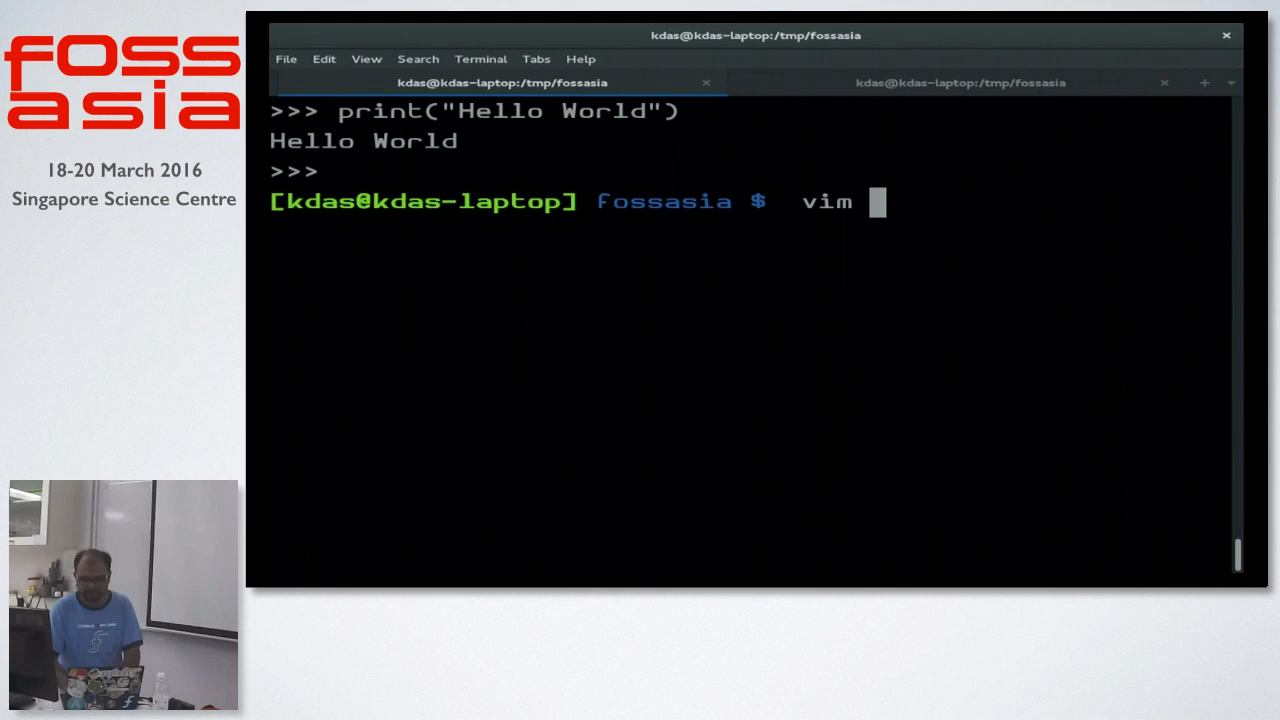 foss
asia
18-20 March 2016
Singapore Science Centre
kdas@kdas-laptop:/tmp/fossasia
File Edit View Search Terminal Tabs Help
kdas@kdas-laptop:/tmp/fossasia kdas@kdas-laptop:/tmp/fossasia
>>> print("Hello World")
Hello World
>>>
[kdas@kdas-laptop] fossasia $ vim